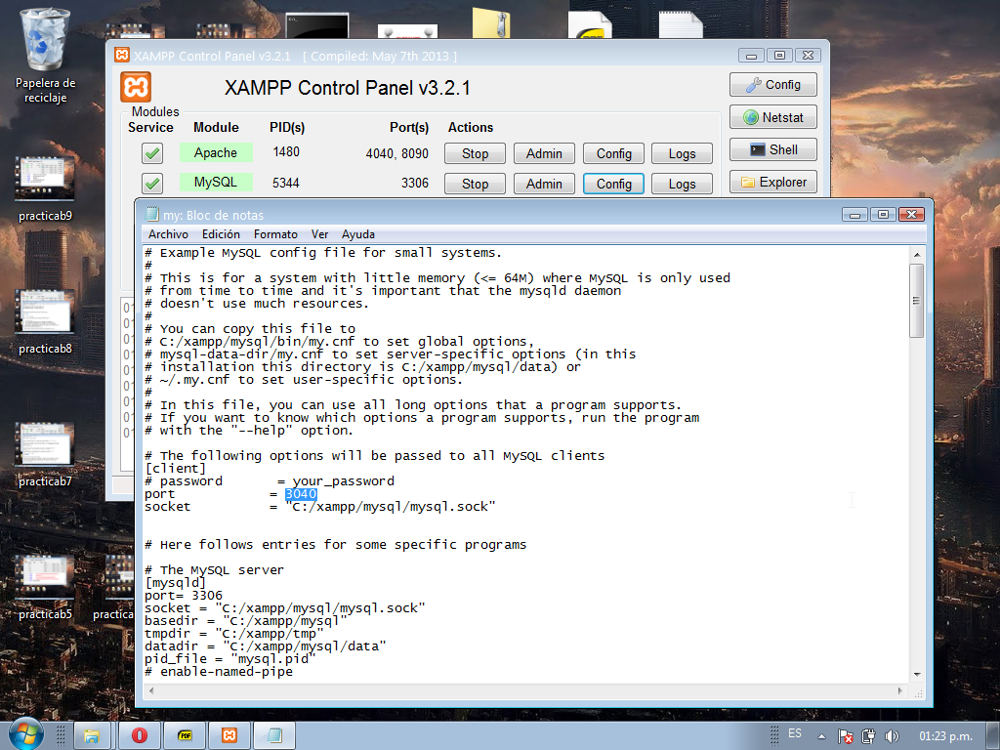 Papelera de
reciclaje
practicab9
practicab8
practicab7
practicab5
XAMPP Control Panel v3.2.1 [ Compiled: May 7th 2013 ]
XAMPP Control Panel v3.2.1
Config
Modules
Service Module PID(s) Port(s) Actions
Netstat
Apache 1480 4040, 8090 Stop Admin Config Logs
Shell
MySQL 5344 3306 Stop Admin Config Logs
Explorer
my: Bloc de notas
Archivo Edición Formato Ver Ayuda
# Example MySQL config file for small systems.
#
# This is for a system with little memory (<= 64M) where MySQL is only used
# from time to time and it's important that the mysqld daemon
# doesn't use much resources.
#
# You can copy this file to
# C:/xampp/mysql/bin/my.cnf to set global options,
# mysql-data-dir/my.cnf to set server-specific options (in this
# installation this directory is C:/xampp/mysql/data) or
# ~/.my.cnf to set user-specific options.
#
# In this file, you can use all long options that a program supports.
# If you want to know which options a program supports, run the program
# with the "--help" option.
# The following options will be passed to all MySQL clients
[client]
# password = your_password
port = 3040
socket = "C:/xampp/mysql/mysql.sock"
# Here follows entries for some specific programs
# The MySQL server
[mysqld]
port= 3306
socket = "C:/xampp/mysql/mysql.sock"
basedir = "C:/xampp/mysql"
tmpdir = "C:/xampp/tmp"
datadir = "C:/xampp/mysql/data"
pid_file = "mysql.pid"
# enable-named-pipe
PDF
ES
01:23 p.m.